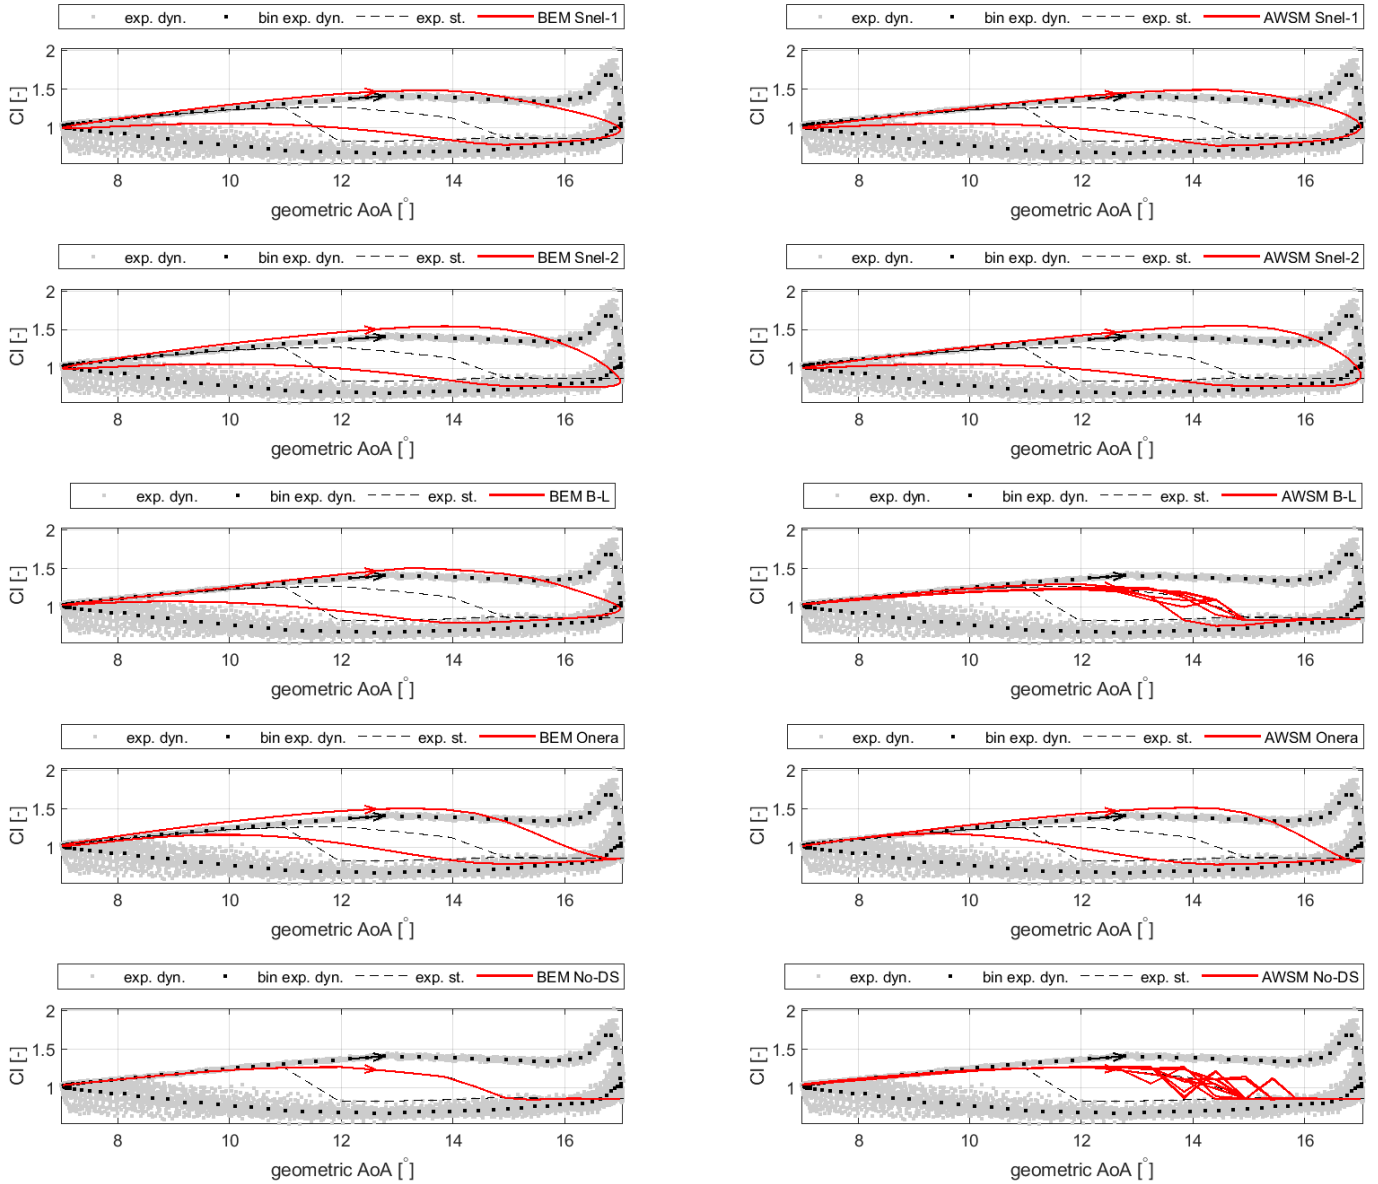 exp. dyn. bin exp. dyn. exp. st. BEM Snel-1
Cl [-]
2
1.5
1
8 10 12 14 16
geometric AoA [°]
exp. dyn. bin exp. dyn. exp. st. AWSM Snel-1
Cl [-]
2
1.5
1
8 10 12 14 16
geometric AoA [°]
exp. dyn. bin exp. dyn. exp. st. BEM Snel-2
Cl [-]
2
1.5
1
8 10 12 14 16
geometric AoA [°]
exp. dyn. bin exp. dyn. exp. st. AWSM Snel-2
Cl [-]
2
1.5
1
8 10 12 14 16
geometric AoA [°]
exp. dyn. bin exp. dyn. exp. st. BEM B-L
Cl [-]
2
1.5
1
8 10 12 14 16
geometric AoA [°]
exp. dyn. bin exp. dyn. exp. st. AWSM B-L
Cl [-]
2
1.5
1
8 10 12 14 16
geometric AoA [°]
exp. dyn. bin exp. dyn. exp. st. BEM Onera
Cl [-]
2
1.5
1
8 10 12 14 16
geometric AoA [°]
exp. dyn. bin exp. dyn. exp. st. AWSM Onera
Cl [-]
2
1.5
1
8 10 12 14 16
geometric AoA [°]
exp. dyn. bin exp. dyn. exp. st. BEM No-DS
Cl [-]
2
1.5
1
8 10 12 14 16
geometric AoA [°]
exp. dyn. bin exp. dyn. exp. st. AWSM No-DS
Cl [-]
2
1.5
1
8 10 12 14 16
geometric AoA [°]